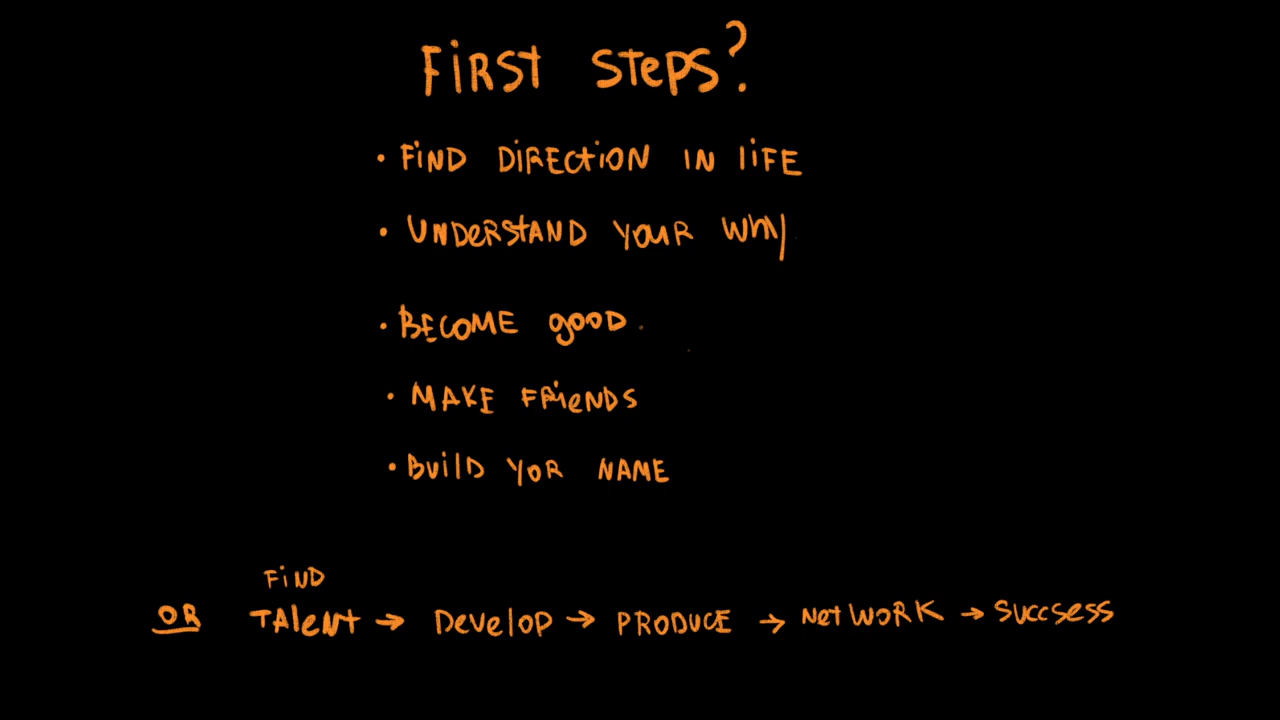 FiRST STePS?
• FiND DiRECtiON IN liFE
• UNDeRStAND YOUR WhY
• BECOME gOOD.
• MAKE FRieNDS
• BuilD YOR NAME
FiND
OR TAleNT → DevelOP → PRODUCE → NetWORK → SUCCSESS